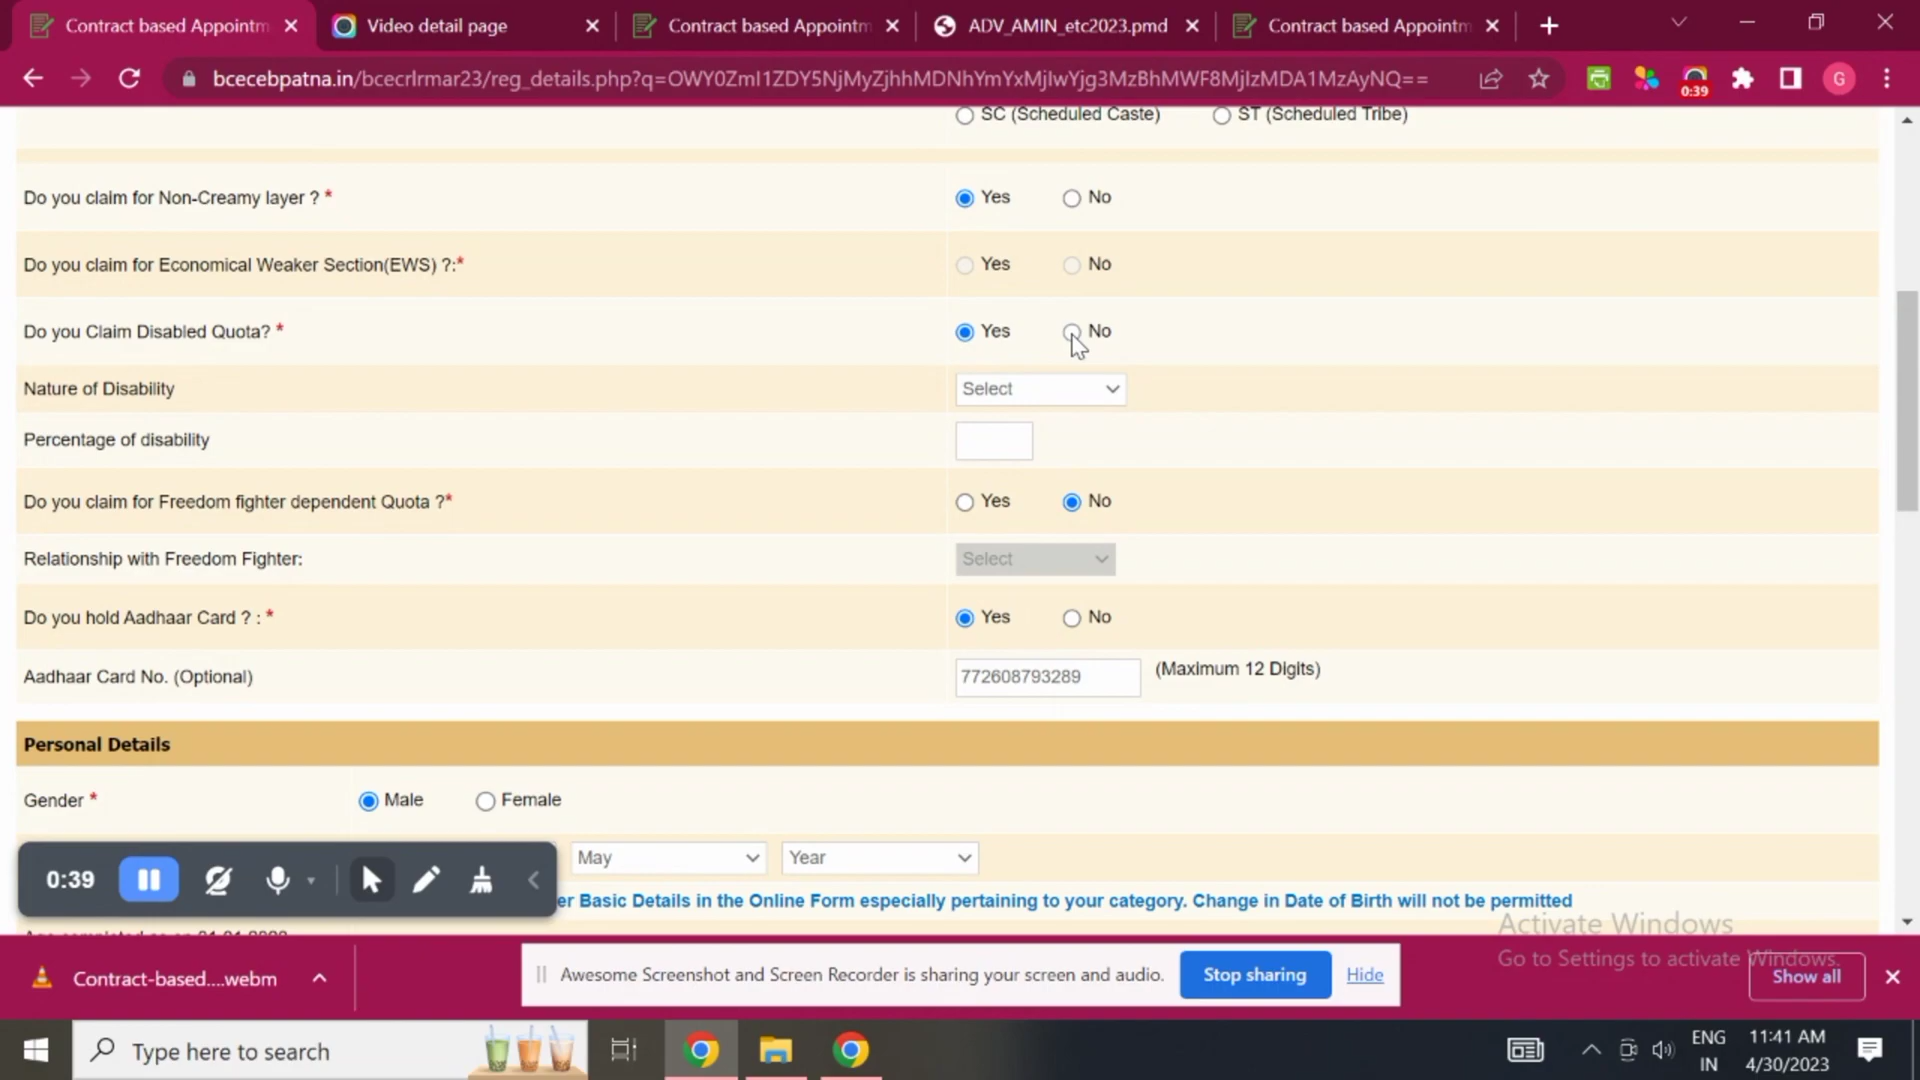 Contract based Appointm
Video detail page
Contract based Appointm
ADV_AMIN_etc2023.pmd
Contract based Appointm
bcecebpatna.in/bcecrlrmar23/reg_details.php?q=OWY0ZmI1ZDY5NjMyZjhhMDNhYmYxMjIwYjg3MzBhMWF8MjIzMDA1MzAyNQ==
0:39
G
SC (Scheduled Caste) ST (Scheduled Tribe)
Do you claim for Non-Creamy layer ? * Yes No
Do you claim for Economical Weaker Section(EWS) ?:* Yes No
Do you Claim Disabled Quota? * Yes No
Nature of Disability Select
Percentage of disability
Do you claim for Freedom fighter dependent Quota ?* Yes No
Relationship with Freedom Fighter: Select
Do you hold Aadhaar Card ? : * Yes No
Aadhaar Card No. (Optional) 772608793289 (Maximum 12 Digits)
Personal Details
Gender * Male Female
May Year
0:39
er Basic Details in the Online Form especially pertaining to your category. Change in Date of Birth will not be permitted
Activate Windows
Go to Settings to activate Windows.
Contract-based....webm
Awesome Screenshot and Screen Recorder is sharing your screen and audio. Stop sharing Hide
Show all
Type here to search
ENG
IN
11:41 AM
4/30/2023